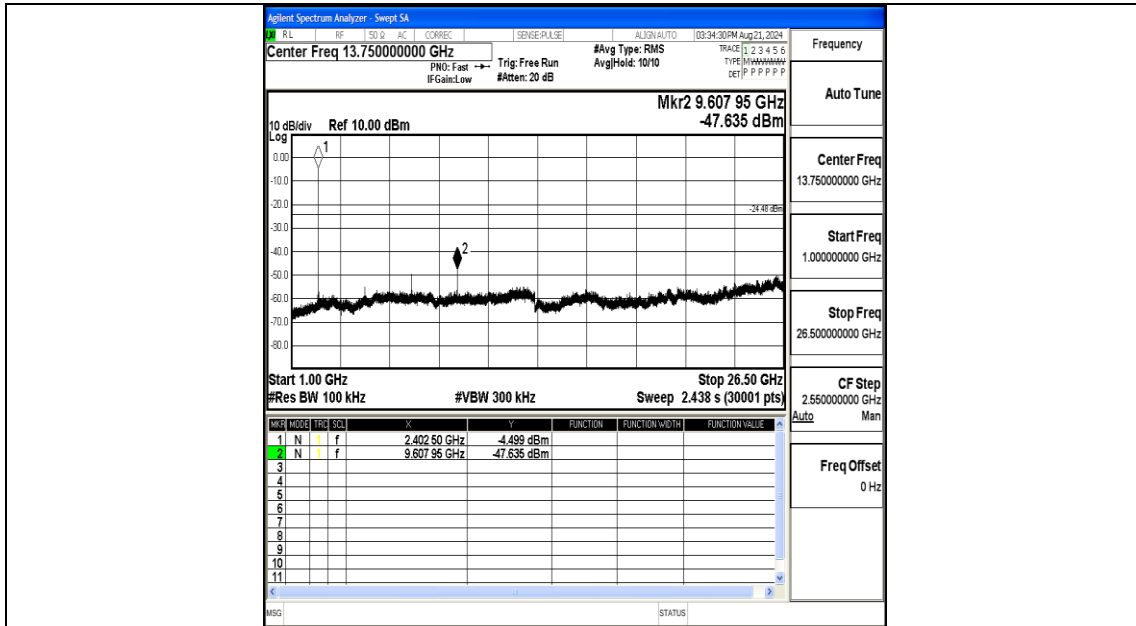 Agilent Spectrum Analyzer - Swept SA
RL RF 50 Ω AC CORREC SENSE:PULSE ALIGNAUTO 03:34:30PM Aug21, 2024
Center Freq 13.750000000 GHz
PNO: Fast
IFGain:Low
Trig: Free Run
#Atten: 20 dB
#Avg Type: RMS
Avg|Hold: 10/10
TRACE 1 2 3 4 5 6
TYPE
DET P P P P P P
Mkr2 9.607 95 GHz
-47.635 dBm
10 dB/div Ref 10.00 dBm
Log
0.00
-10.0
-20.0
-30.0
-40.0
-50.0
-60.0
-70.0
-80.0
1
2
-24.48 dBm
Start 1.00 GHz Stop 26.50 GHz
#Res BW 100 kHz #VBW 300 kHz Sweep 2.438 s (30001 pts)
MKR MODE TRC SCL X Y FUNCTION FUNCTION WIDTH FUNCTION VALUE
1 N 1 f 2.402 50 GHz -4.499 dBm
2 N 1 f 9.607 95 GHz -47.635 dBm
3
4
5
6
7
8
9
10
11
MSG STATUS
Frequency
Auto Tune
Center Freq
13.750000000 GHz
Start Freq
1.000000000 GHz
Stop Freq
26.500000000 GHz
CF Step
2.550000000 GHz
Auto Man
Freq Offset
0 Hz